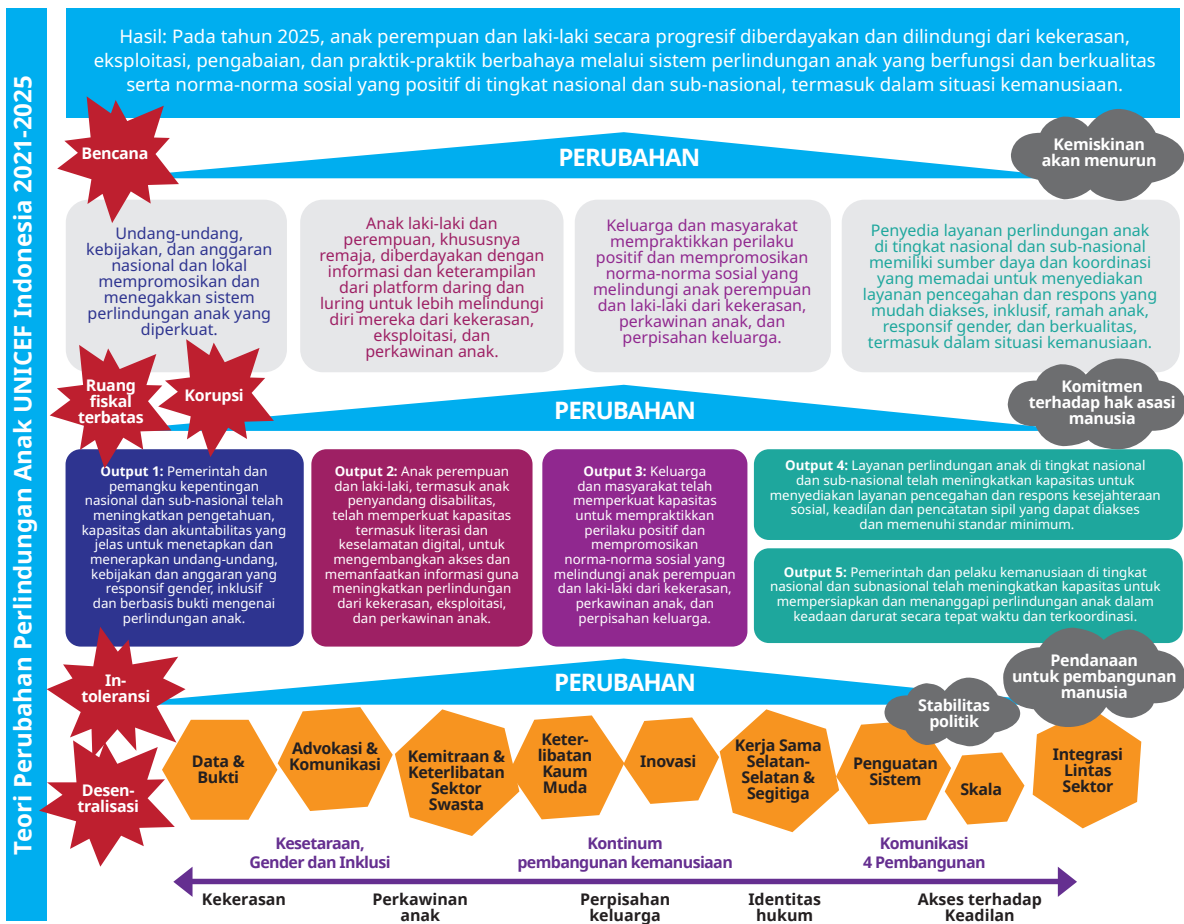 Teori Perubahan Perlindungan Anak UNICEF Indonesia 2021-2025
Hasil: Pada tahun 2025, anak perempuan dan laki-laki secara progresif diberdayakan dan dilindungi dari kekerasan,
eksploitasi, pengabaian, dan praktik-praktik berbahaya melalui sistem perlindungan anak yang berfungsi dan berkualitas
serta norma-norma sosial yang positif di tingkat nasional dan sub-nasional, termasuk dalam situasi kemanusiaan.
Bencana
PERUBAHAN
Kemiskinan
akan menurun
Undang-undang,
kebijakan, dan anggaran
nasional dan lokal
mempromosikan dan
menegakkan sistem
perlindungan anak yang
diperkuat.
Anak laki-laki dan
perempuan, khususnya
remaja, diberdayakan dengan
informasi dan keterampilan
dari platform daring dan
luring untuk lebih melindungi
diri mereka dari kekerasan,
eksploitasi, dan
perkawinan anak.
Keluarga dan masyarakat
mempraktikkan perilaku
positif dan mempromosikan
norma-norma sosial yang
melindungi anak perempuan
dan laki-laki dari kekerasan,
perkawinan anak, dan
perpisahan keluarga.
Penyedia layanan perlindungan anak
di tingkat nasional dan sub-nasional
memiliki sumber daya dan koordinasi
yang memadai untuk menyediakan
layanan pencegahan dan respons yang
mudah diakses, inklusif, ramah anak,
responsif gender, dan berkualitas,
termasuk dalam situasi kemanusiaan.
Ruang
fiskal
terbatas
Korupsi
PERUBAHAN
Komitmen
terhadap hak asasi
manusia
Output 1: Pemerintah dan
pemangku kepentingan
nasional dan sub-nasional telah
meningkatkan pengetahuan,
kapasitas dan akuntabilitas yang
jelas untuk menetapkan dan
menerapkan undang-undang,
kebijakan dan anggaran yang
responsif gender, inklusif
dan berbasis bukti mengenai
perlindungan anak.
Output 2: Anak perempuan
dan laki-laki, termasuk anak
penyandang disabilitas,
telah memperkuat kapasitas
termasuk literasi dan
keselamatan digital, untuk
mengembangkan akses dan
memanfaatkan informasi guna
meningkatkan perlindungan
dari kekerasan, eksploitasi,
dan perkawinan anak.
Output 3: Keluarga
dan masyarakat telah
memperkuat kapasitas
untuk mempraktikkan
perilaku positif dan
mempromosikan
norma-norma sosial yang
melindungi anak perempuan
dan laki-laki dari kekerasan,
perkawinan anak, dan
perpisahan keluarga.
Output 4: Layanan perlindungan anak di tingkat nasional
dan sub-nasional telah meningkatkan kapasitas untuk
menyediakan layanan pencegahan dan respons kesejahteraan
sosial, keadilan dan pencatatan sipil yang dapat diakses
dan memenuhi standar minimum.
Output 5: Pemerintah dan pelaku kemanusiaan di tingkat
nasional dan subnasional telah meningkatkan kapasitas untuk
mempersiapkan dan menanggapi perlindungan anak dalam
keadaan darurat secara tepat waktu dan terkoordinasi.
In-
toleransi
PERUBAHAN
Stabilitas
politik
Pendanaan
untuk pembangunan
manusia
Desen-
tralisasi
Data &
Bukti
Advokasi &
Komunikasi
Kemitraan &
Keterlibatan
Sektor
Swasta
Keter-
libatan
Kaum
Muda
Inovasi
Kerja Sama
Selatan-
Selatan &
Segitiga
Penguatan
Sistem
Skala
Integrasi
Lintas
Sektor
Kesetaraan,
Gender dan Inklusi
Kontinum
pembangunan kemanusiaan
Komunikasi
4 Pembangunan
Kekerasan
Perkawinan
anak
Perpisahan
keluarga
Identitas
hukum
Akses terhadap
Keadilan